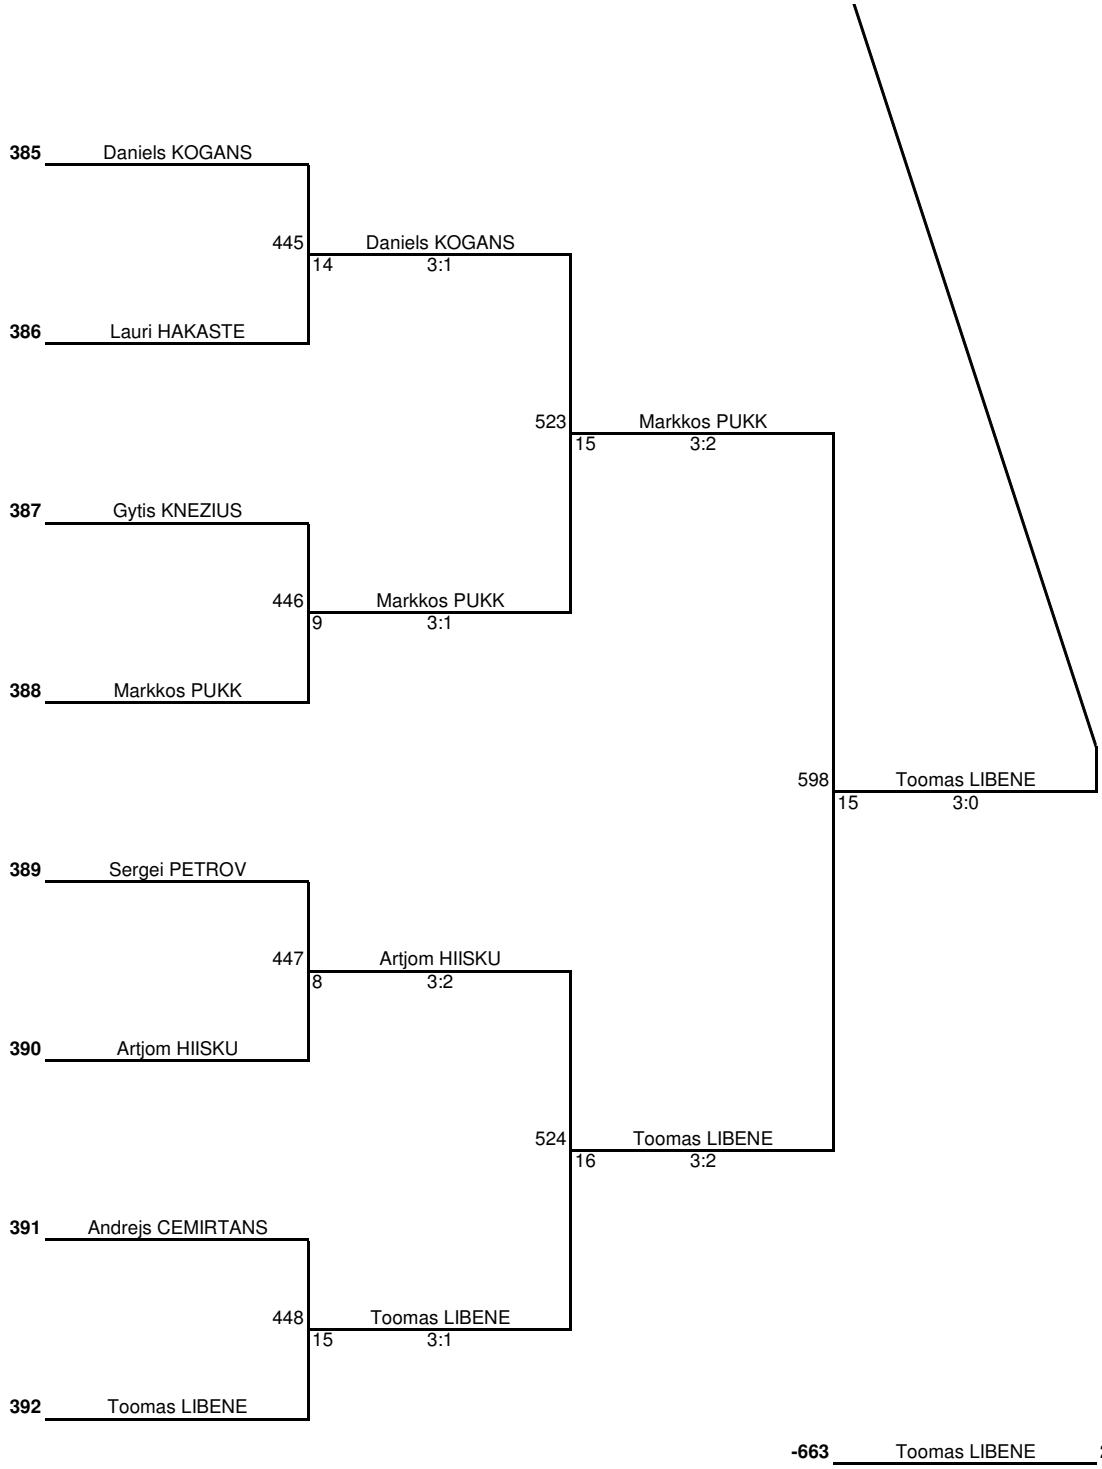 385 Daniels KOGANS
445 Daniels KOGANS
14 3:1
386 Lauri HAKASTE
523 Markkos PUKK
15 3:2
387 Gytis KNEZIUS
446 Markkos PUKK
9 3:1
388 Markkos PUKK
598 Toomas LIBENE
15 3:0
389 Sergei PETROV
447 Artjom HIISKU
8 3:2
390 Artjom HIISKU
524 Toomas LIBENE
16 3:2
391 Andrejs CEMIRTANS
448 Toomas LIBENE
15 3:1
392 Toomas LIBENE
-663 Toomas LIBENE